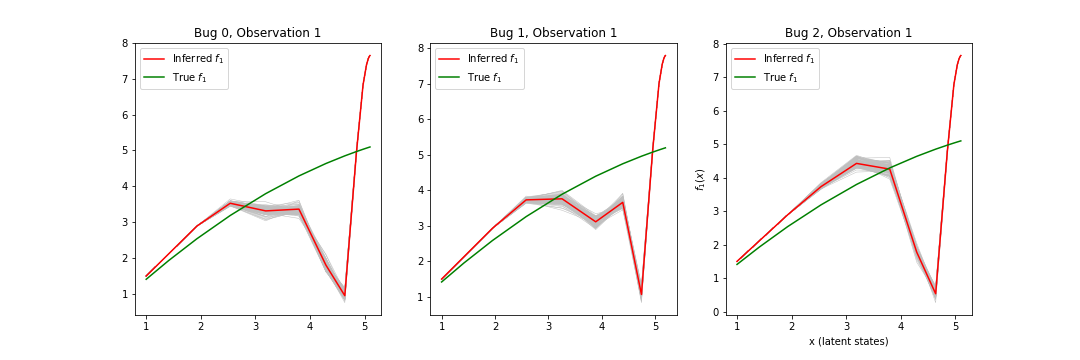 Bug 0, Observation 1
Inferred f₁
True f₁
8
7
6
5
4
3
2
1
1 2 3 4 5
Bug 1, Observation 1
Inferred f₁
True f₁
8
7
6
5
4
3
2
1
1 2 3 4 5
Bug 2, Observation 1
Inferred f₁
True f₁
f₁(x)
8
7
6
5
4
3
2
1
0
1 2 3 4 5
x (latent states)